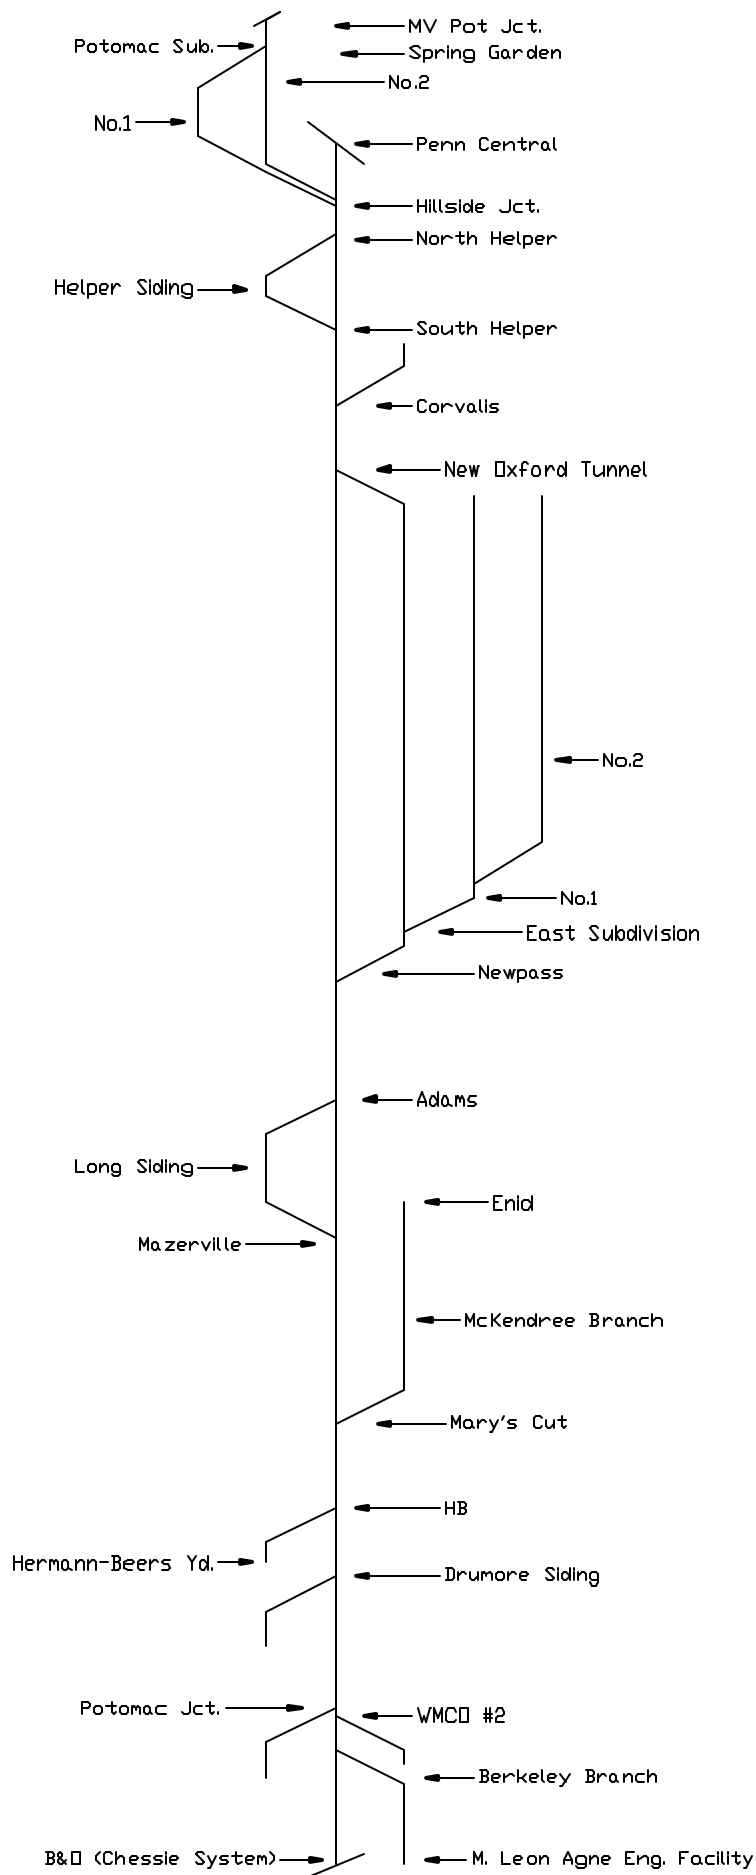 MV Pot Jct.
Potomac Sub.
Spring Garden
No.2
No.1
Penn Central
Hillside Jct.
North Helper
Helper Siding
South Helper
Corvalis
New Oxford Tunnel
No.2
No.1
East Subdivision
Newpass
Adams
Long Siding
Enid
Mazerville
McKendree Branch
Mary's Cut
HB
Hermann-Beers Yd.
Drumore Siding
Potomac Jct.
WMCO #2
Berkeley Branch
B&O (Chessie System)
M. Leon Agne Eng. Facility